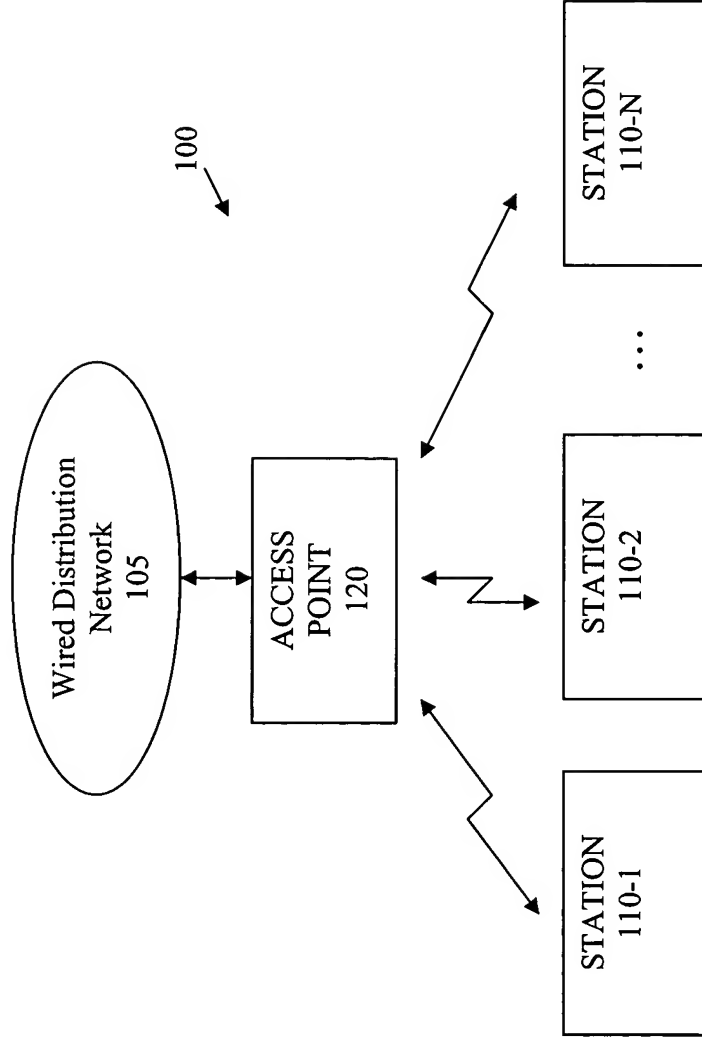 100
Wired Distribution
Network
105
ACCESS
POINT
120
STATION
110-1
STATION
110-2
...
STATION
110-N